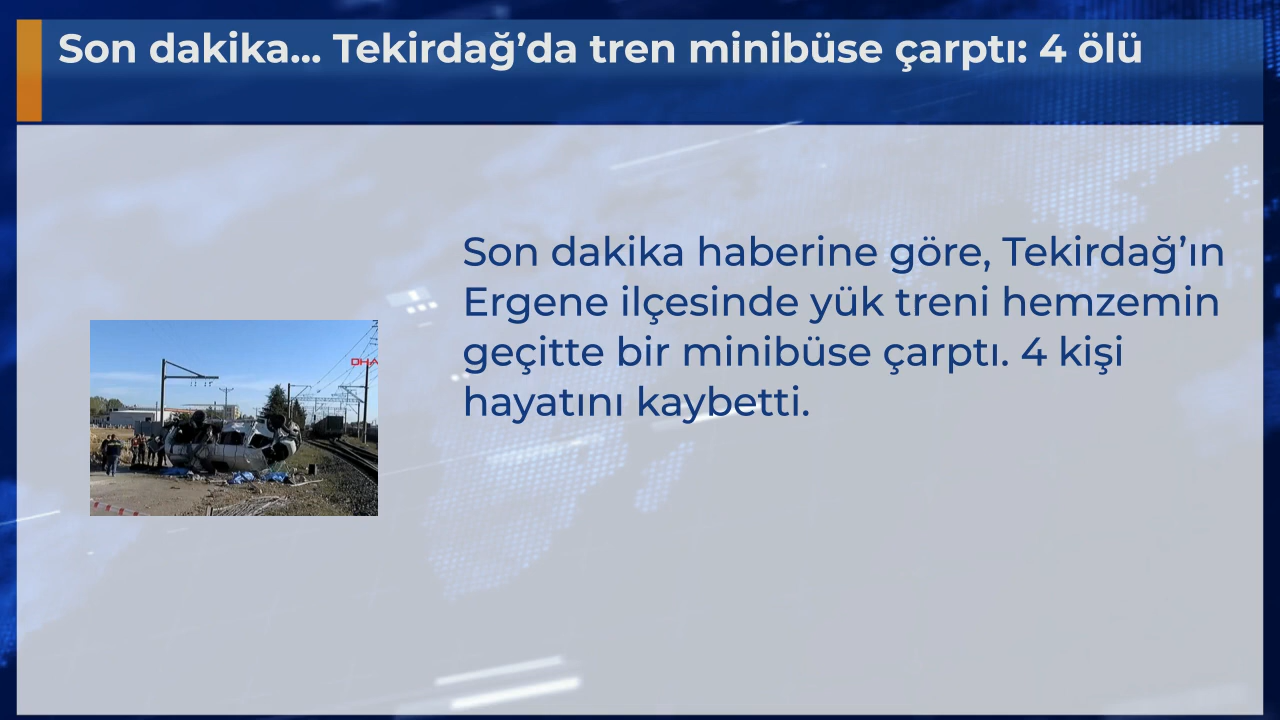 Son dakika... Tekirdağ’da tren minibüse çarptı: 4 ölü
Son dakika haberine göre, Tekirdağ’ın
Ergene ilçesinde yük treni hemzemin
geçitte bir minibüse çarptı. 4 kişi
hayatını kaybetti.
DHA